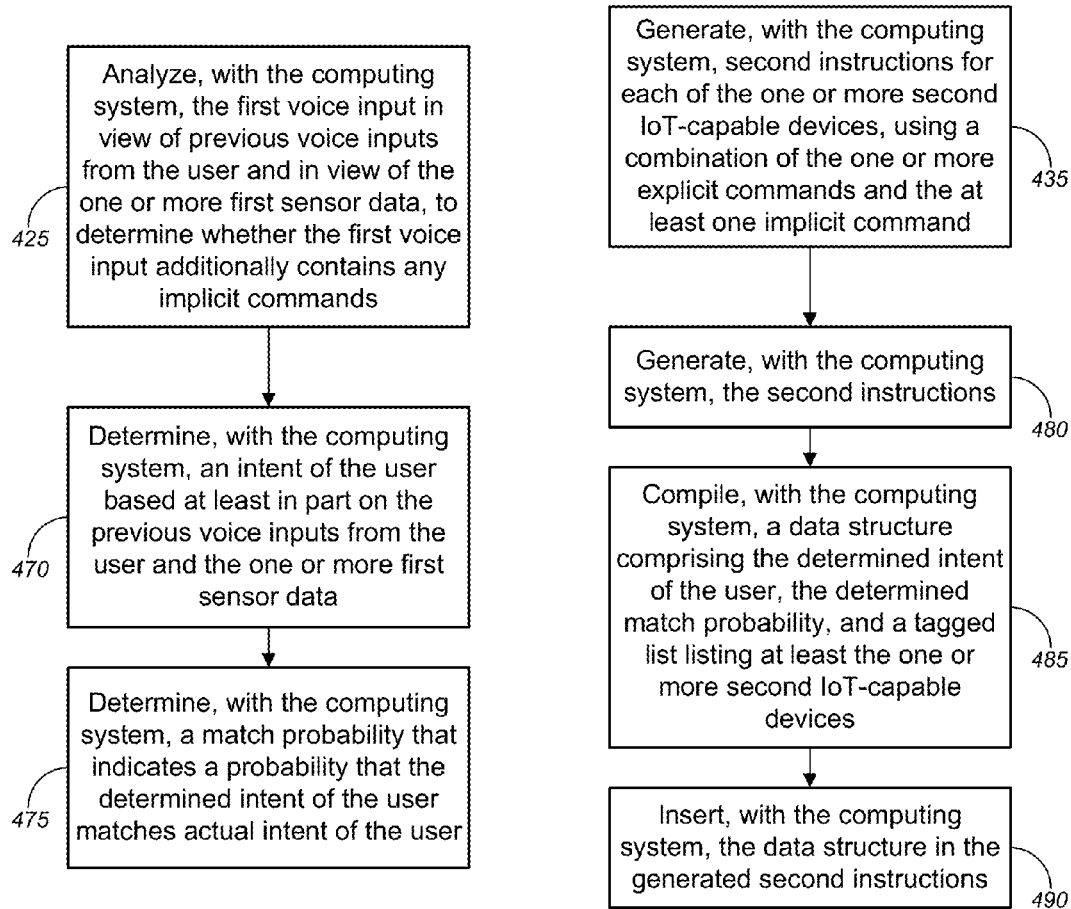 Analyze, with the computing
system, the first voice input in
view of previous voice inputs
from the user and in view of the
one or more first sensor data, to
determine whether the first voice
input additionally contains any
implicit commands
425
Determine, with the computing
system, an intent of the user
based at least in part on the
previous voice inputs from the
user and the one or more first
sensor data
470
Determine, with the computing
system, a match probability that
indicates a probability that the
determined intent of the user
matches actual intent of the user
475
Generate, with the computing
system, second instructions for
each of the one or more second
IoT-capable devices, using a
combination of the one or more
explicit commands and the at
least one implicit command
435
Generate, with the computing
system, the second instructions
480
Compile, with the computing
system, a data structure
comprising the determined intent
of the user, the determined
match probability, and a tagged
list listing at least the one or
more second IoT-capable
devices
485
Insert, with the computing
system, the data structure in the
generated second instructions
490